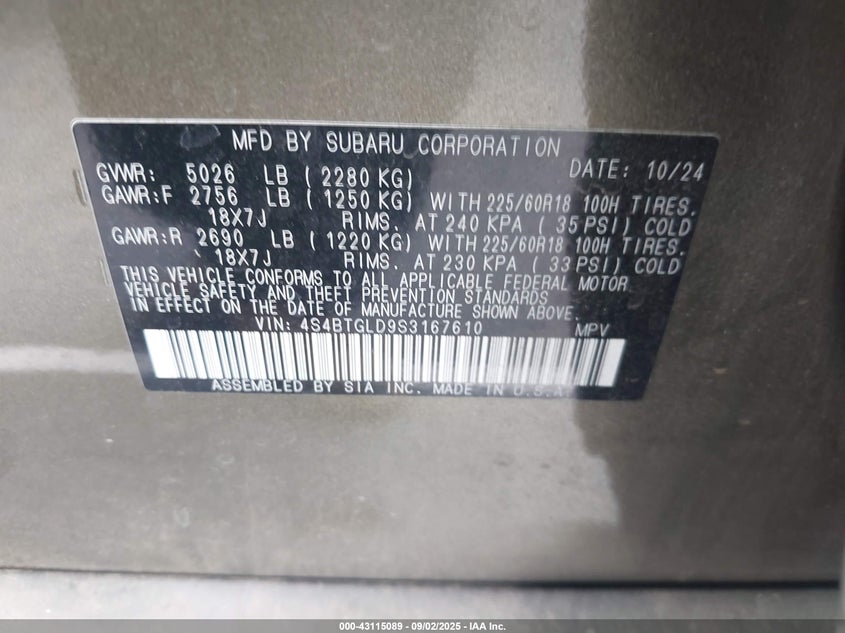 MFD BY SUBARU CORPORATION
GVWR: 5026 LB ( 2280 KG) DATE: 10/24
GAWR:F 2756 LB ( 1250 KG) WITH 225/60R18 100H TIRES.
18X7J RIMS. AT 240 KPA ( 35 PSI) COLD
GAWR:R 2690 LB ( 1220 KG) WITH 225/60R18 100H TIRES.
18X7J RIMS. AT 230 KPA ( 33 PSI) COLD
THIS VEHICLE CONFORMS TO ALL APPLICABLE FEDERAL MOTOR
VEHICLE SAFETY AND THEFT PREVENTION STANDARDS
IN EFFECT ON THE DATE OF MANUFACTURE SHOWN ABOVE.
VIN: 4S4BTGLD9S3167610 MPV
ASSEMBLED BY SIA INC. MADE IN U.S.A.
000-43115089 - 09/02/2025 - IAA Inc.